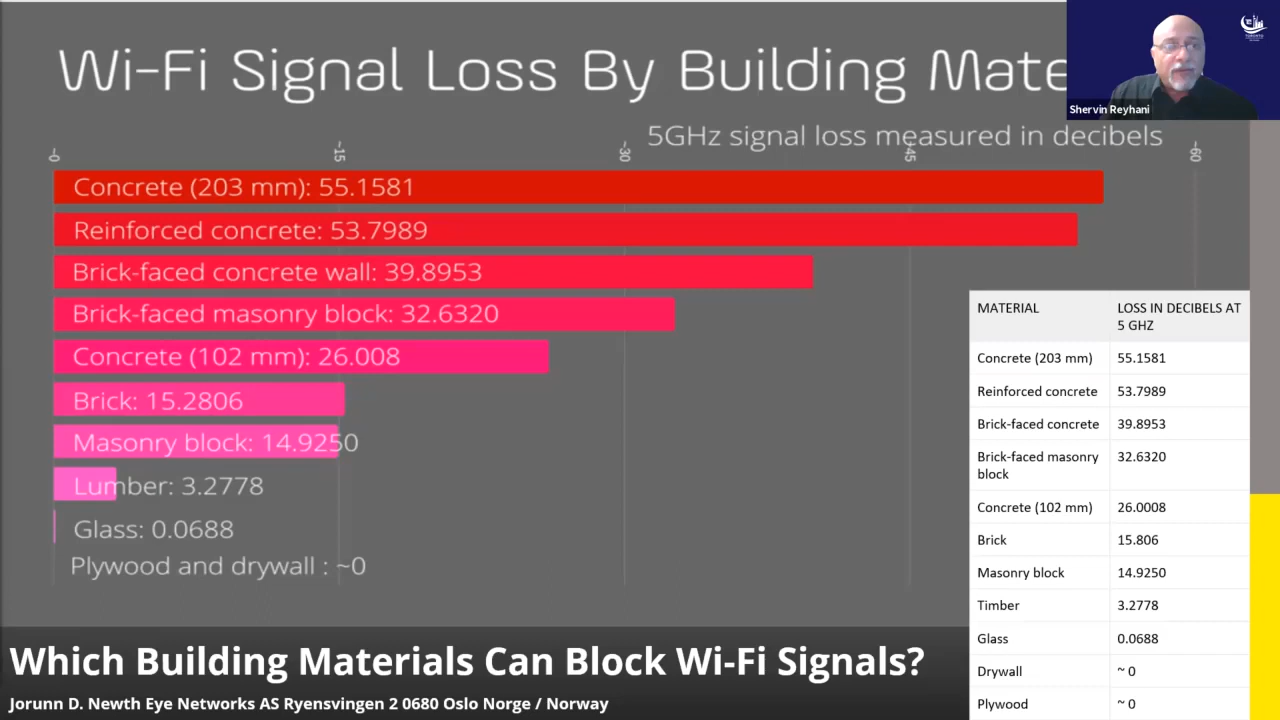 Wi-Fi Signal Loss By Building Mate
Shervin Reyhani
5GHz signal loss measured in decibels
-0
-15
-30
-45
-60
Concrete (203 mm): 55.1581
Reinforced concrete: 53.7989
Brick-faced concrete wall: 39.8953
Brick-faced masonry block: 32.6320
Concrete (102 mm): 26.008
Brick: 15.2806
Masonry block: 14.9250
Lumber: 3.2778
Glass: 0.0688
Plywood and drywall : ~0
MATERIAL LOSS IN DECIBELS AT
5 GHZ
Concrete (203 mm) 55.1581
Reinforced concrete 53.7989
Brick-faced concrete 39.8953
Brick-faced masonry 32.6320
block
Concrete (102 mm) 26.0008
Brick 15.806
Masonry block 14.9250
Timber 3.2778
Glass 0.0688
Drywall ~ 0
Plywood ~ 0
Which Building Materials Can Block Wi-Fi Signals?
Jorunn D. Newth Eye Networks AS Ryensvingen 2 0680 Oslo Norge / Norway